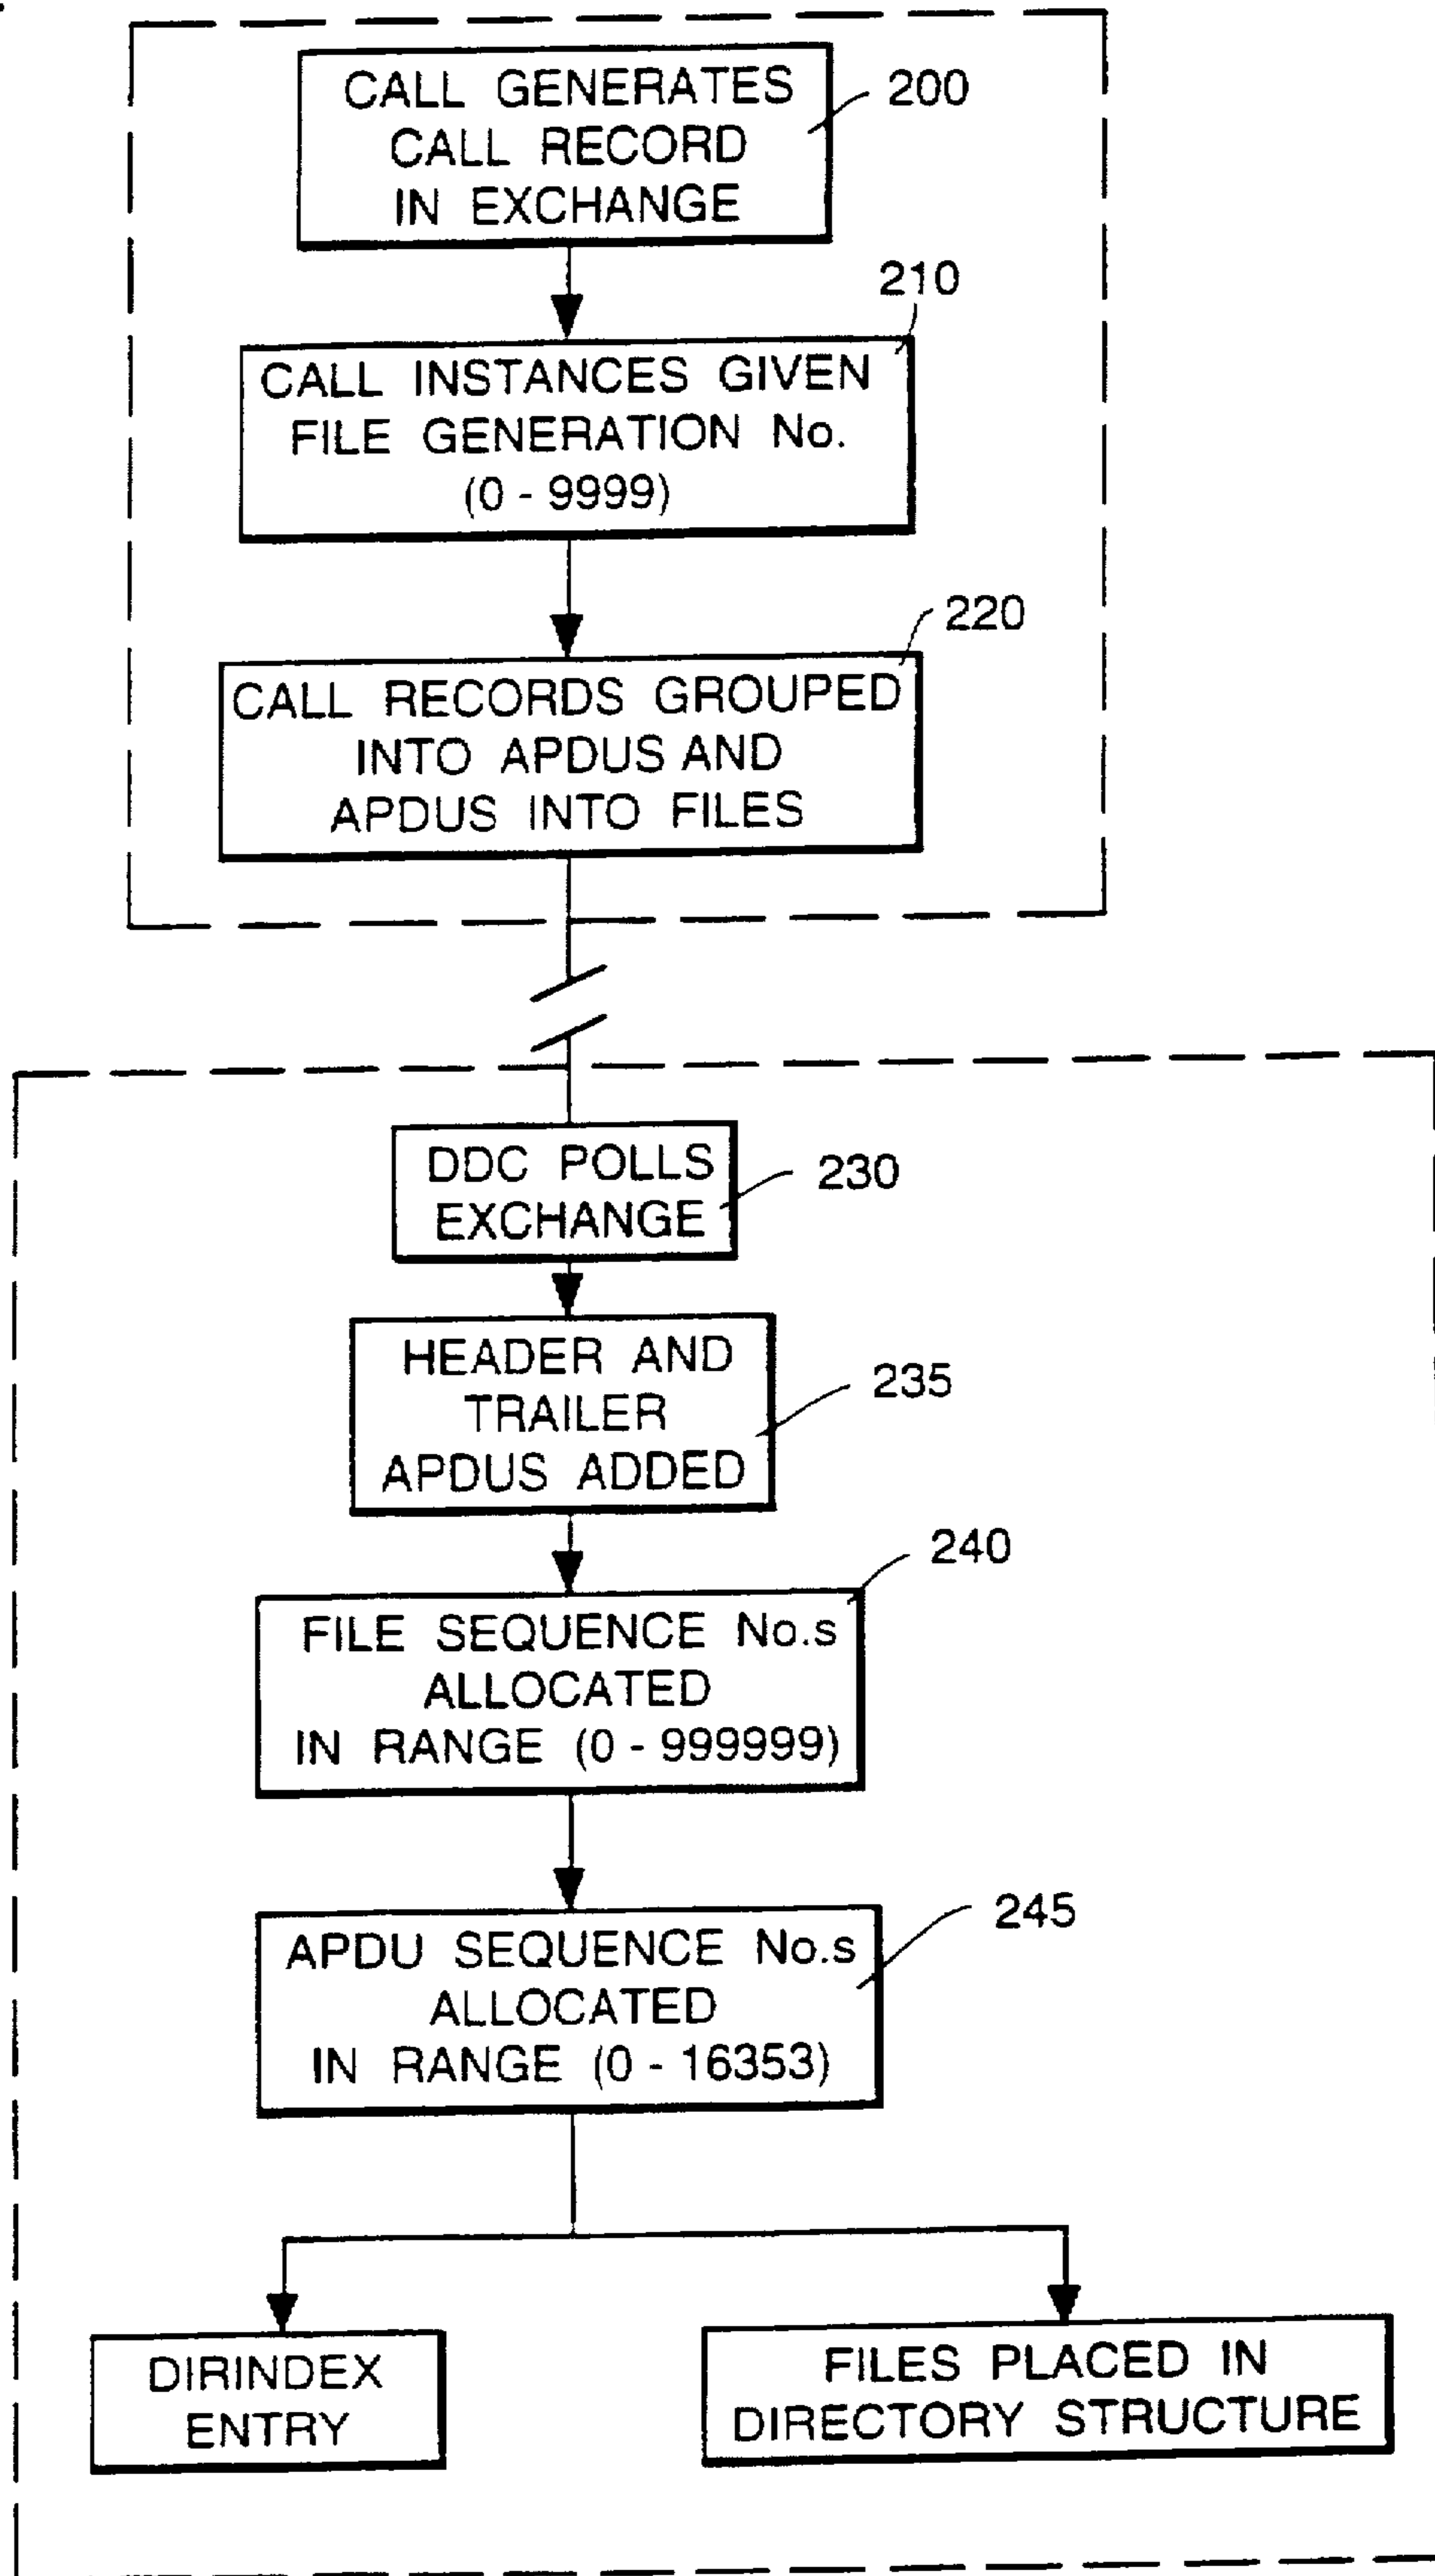 CALL GENERATES
CALL RECORD
IN EXCHANGE
200
210
CALL INSTANCES GIVEN
FILE GENERATION No.
(0 - 9999)
220
CALL RECORDS GROUPED
INTO APDUS AND
APDUS INTO FILES
DDC POLLS
EXCHANGE
230
HEADER AND
TRAILER
APDUS ADDED
235
240
FILE SEQUENCE No.s
ALLOCATED
IN RANGE (0 - 999999)
245
APDU SEQUENCE No.s
ALLOCATED
IN RANGE (0 - 16353)
DIRINDEX
ENTRY
FILES PLACED IN
DIRECTORY STRUCTURE